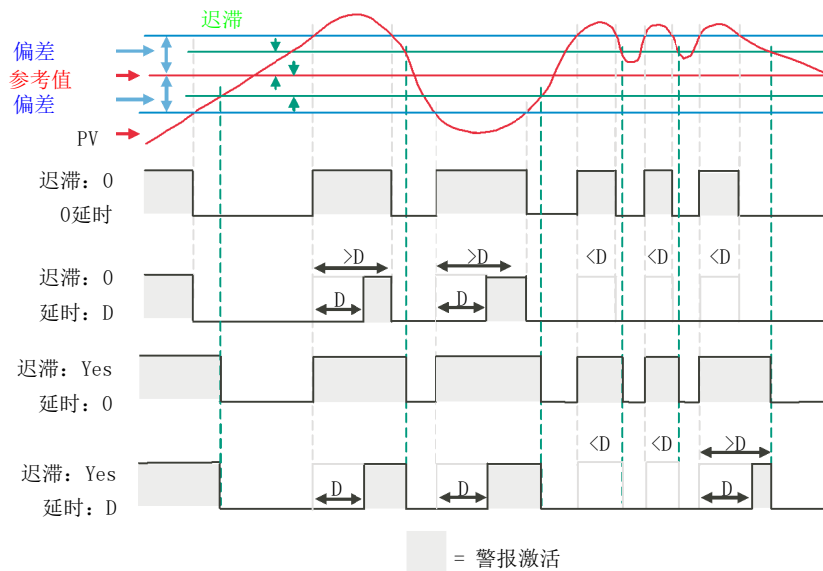 迟滞
偏差
参考值
偏差
PV
迟滞: 0
0延时
>D >D <D <D <D
迟滞: 0
D D
延时: D
迟滞: Yes
延时: 0
<D <D >D
迟滞: Yes
D D D
延时: D
= 警报激活